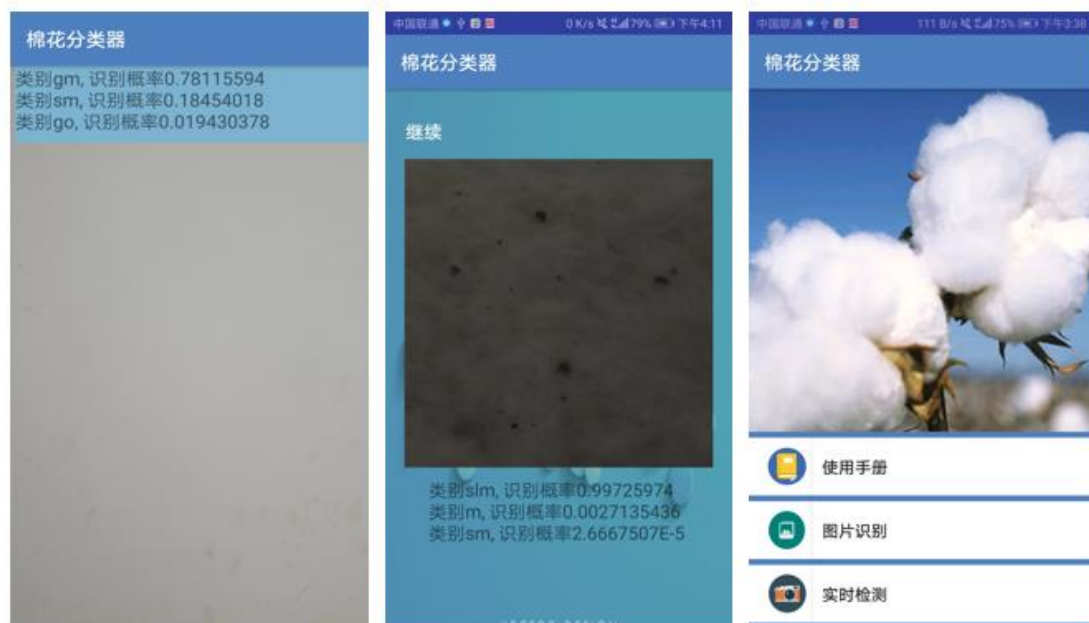 棉花分类器
类别gm, 识别概率0.78115594
类别sm, 识别概率0.18454018
类别go, 识别概率0.019430378
中国联通
0 K/s
79%
下午4:11
棉花分类器
继续
类别slm, 识别概率0.99725974
类别m, 识别概率0.0027135436
类别sm, 识别概率2.6667507E-5
中国联通
111 B/s
75%
下午3:38
棉花分类器
使用手册
图片识别
实时检测